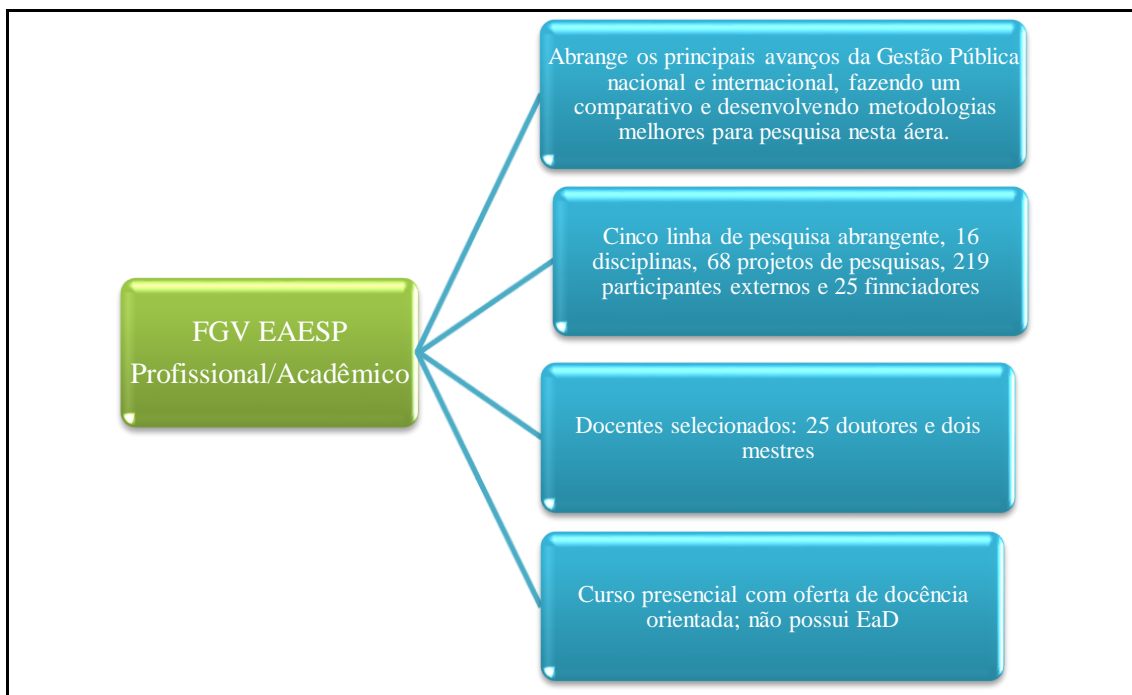 Abrange os principais avanços da Gestão Pública
nacional e internacional, fazendo um
comparativo e desenvolvendo metodologias
melhores para pesquisa nesta áera.
Cinco linha de pesquisa abrangente, 16
disciplinas, 68 projetos de pesquisas, 219
participantes externos e 25 finnciadores
FGV EAESP
Profissional/Acadêmico
Docentes selecionados: 25 doutores e dois
mestres
Curso presencial com oferta de docência
orientada; não possui EaD